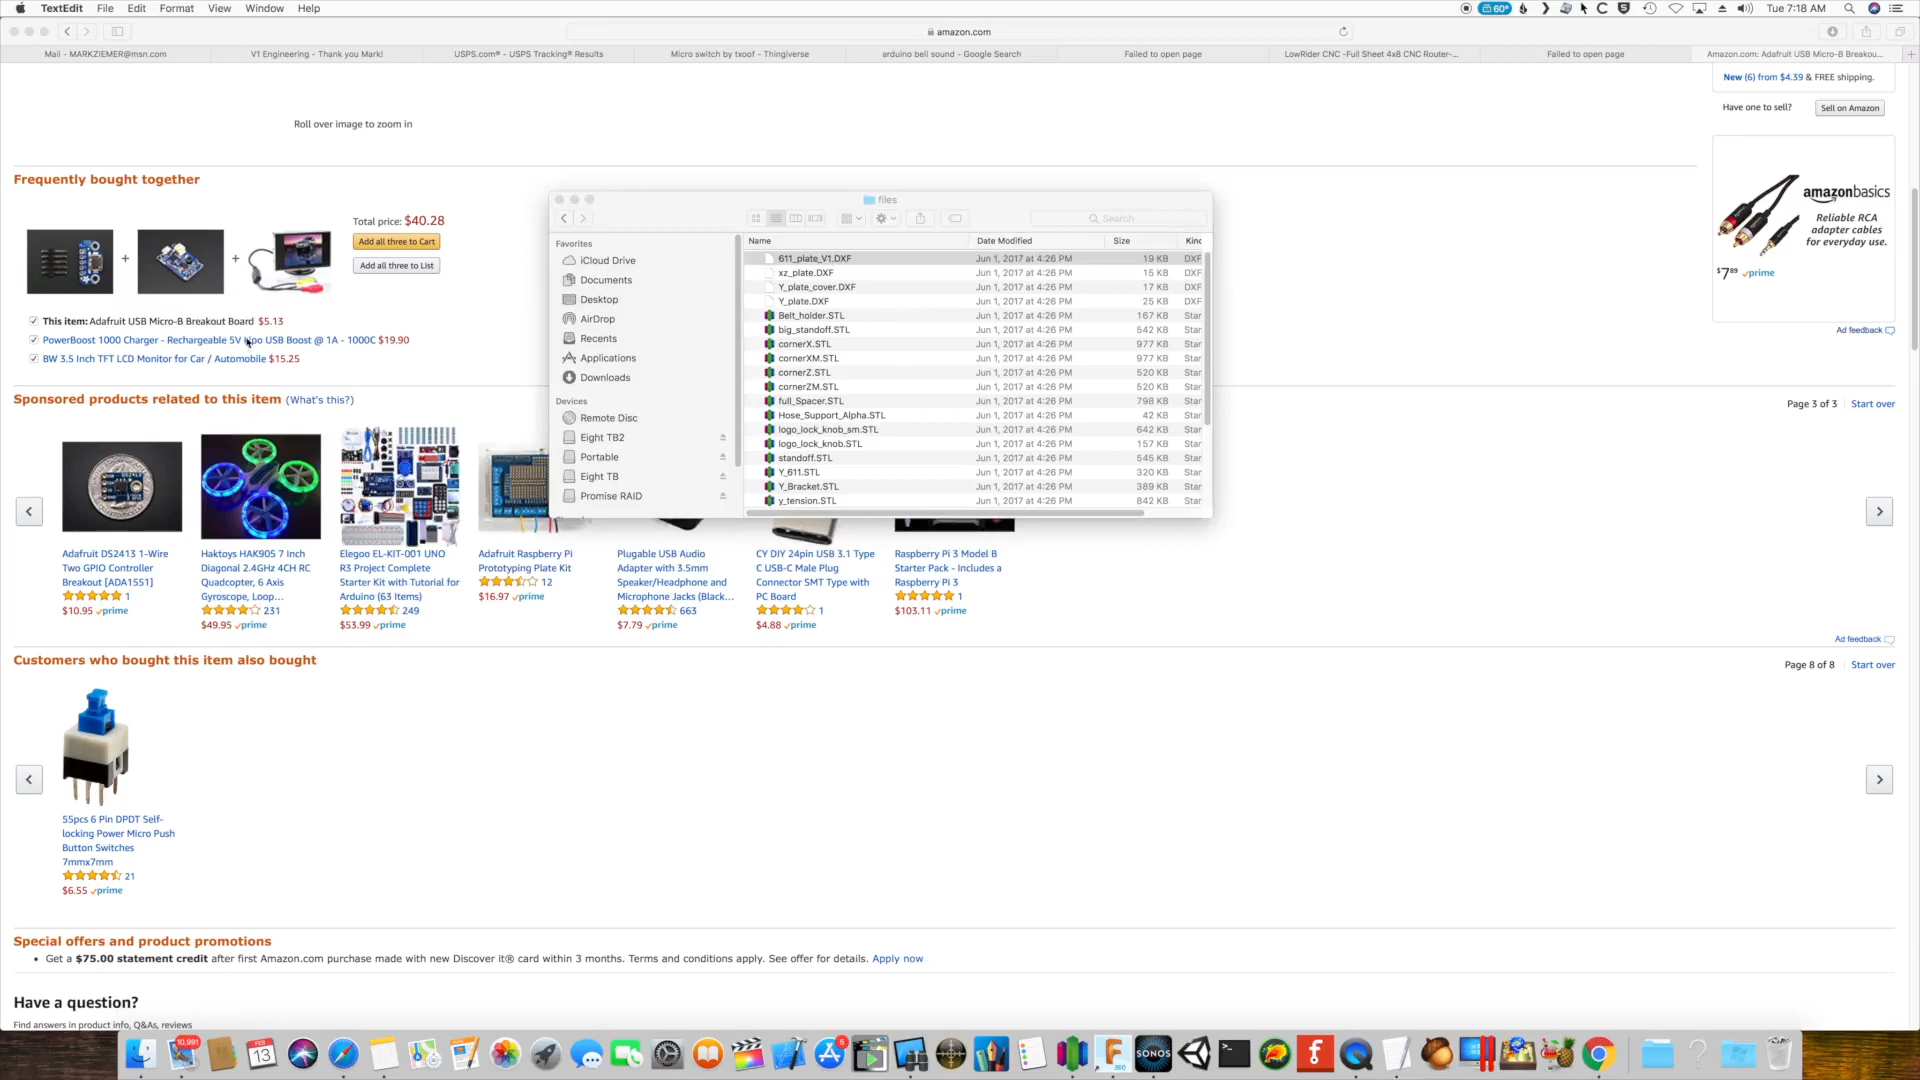 TextEdit File Edit Format View Window Help
60° Tue 7:18 AM
amazon.com
Mail - MARKZIEMER@msn.com
V1 Engineering - Thank you Mark!
USPS.com® - USPS Tracking® Results
Micro switch by txoof - Thingiverse
arduino bell sound - Google Search
Failed to open page
LowRider CNC -Full Sheet 4x8 CNC Router-...
Failed to open page
Amazon.com: Adafruit USB Micro-B Breakou...
New (6) from $4.39 & FREE shipping.
Have one to sell? Sell on Amazon
Roll over image to zoom in
amazonbasics
Reliable RCA
adapter cables
for everyday use.
$7.89 prime
Ad feedback
Frequently bought together
Total price: $40.28
Add all three to Cart
Add all three to List
This item: Adafruit USB Micro-B Breakout Board $5.13
PowerBoost 1000 Charger - Rechargeable 5V Lipo USB Boost @ 1A - 1000C $19.90
BW 3.5 Inch TFT LCD Monitor for Car / Automobile $15.25
files
Search
Favorites
iCloud Drive
Documents
Desktop
AirDrop
Recents
Applications
Downloads
Devices
Remote Disc
Eight TB2
Portable
Eight TB
Promise RAID
Name Date Modified Size Kind
611_plate_V1.DXF Jun 1, 2017 at 4:26 PM 19 KB DXF
xz_plate.DXF Jun 1, 2017 at 4:26 PM 15 KB DXF
Y_plate_cover.DXF Jun 1, 2017 at 4:26 PM 17 KB DXF
Y_plate.DXF Jun 1, 2017 at 4:26 PM 25 KB DXF
Belt_holder.STL Jun 1, 2017 at 4:26 PM 167 KB Star
big_standoff.STL Jun 1, 2017 at 4:26 PM 542 KB Star
cornerX.STL Jun 1, 2017 at 4:26 PM 977 KB Star
cornerXM.STL Jun 1, 2017 at 4:26 PM 977 KB Star
cornerZ.STL Jun 1, 2017 at 4:26 PM 520 KB Star
cornerZM.STL Jun 1, 2017 at 4:26 PM 520 KB Star
full_Spacer.STL Jun 1, 2017 at 4:26 PM 798 KB Star
Hose_Support_Alpha.STL Jun 1, 2017 at 4:26 PM 42 KB Star
logo_lock_knob_sm.STL Jun 1, 2017 at 4:26 PM 642 KB Star
logo_lock_knob.STL Jun 1, 2017 at 4:26 PM 157 KB Star
standoff.STL Jun 1, 2017 at 4:26 PM 545 KB Star
Y_611.STL Jun 1, 2017 at 4:26 PM 320 KB Star
Y_Bracket.STL Jun 1, 2017 at 4:26 PM 389 KB Star
y_tension.STL Jun 1, 2017 at 4:26 PM 842 KB Star
Sponsored products related to this item (What's this?)
Page 3 of 3 Start over
Adafruit DS2413 1-Wire
Two GPIO Controller
Breakout [ADA1551]
1
$10.95 prime
Haktoys HAK905 7 Inch
Diagonal 2.4GHz 4CH RC
Quadcopter, 6 Axis
Gyroscope, Loop...
231
$49.95 prime
Elegoo EL-KIT-001 UNO
R3 Project Complete
Starter Kit with Tutorial for
Arduino (63 Items)
249
$53.99 prime
Adafruit Raspberry Pi
Prototyping Plate Kit
12
$16.97 prime
Plugable USB Audio
Adapter with 3.5mm
Speaker/Headphone and
Microphone Jacks (Black...
663
$7.79 prime
CY DIY 24pin USB 3.1 Type
C USB-C Male Plug
Connector SMT Type with
PC Board
1
$4.88 prime
Raspberry Pi 3 Model B
Starter Pack - Includes a
Raspberry Pi 3
1
$103.11 prime
Ad feedback
Customers who bought this item also bought
Page 8 of 8 Start over
55pcs 6 Pin DPDT Self-
locking Power Micro Push
Button Switches
7mmx7mm
21
$6.55 prime
Special offers and product promotions
• Get a $75.00 statement credit after first Amazon.com purchase made with new Discover it® card within 3 months. Terms and conditions apply. See offer for details. Apply now
Have a question?
Find answers in product info, Q&As, reviews
10,991
FEB
13
5
360
SONOS